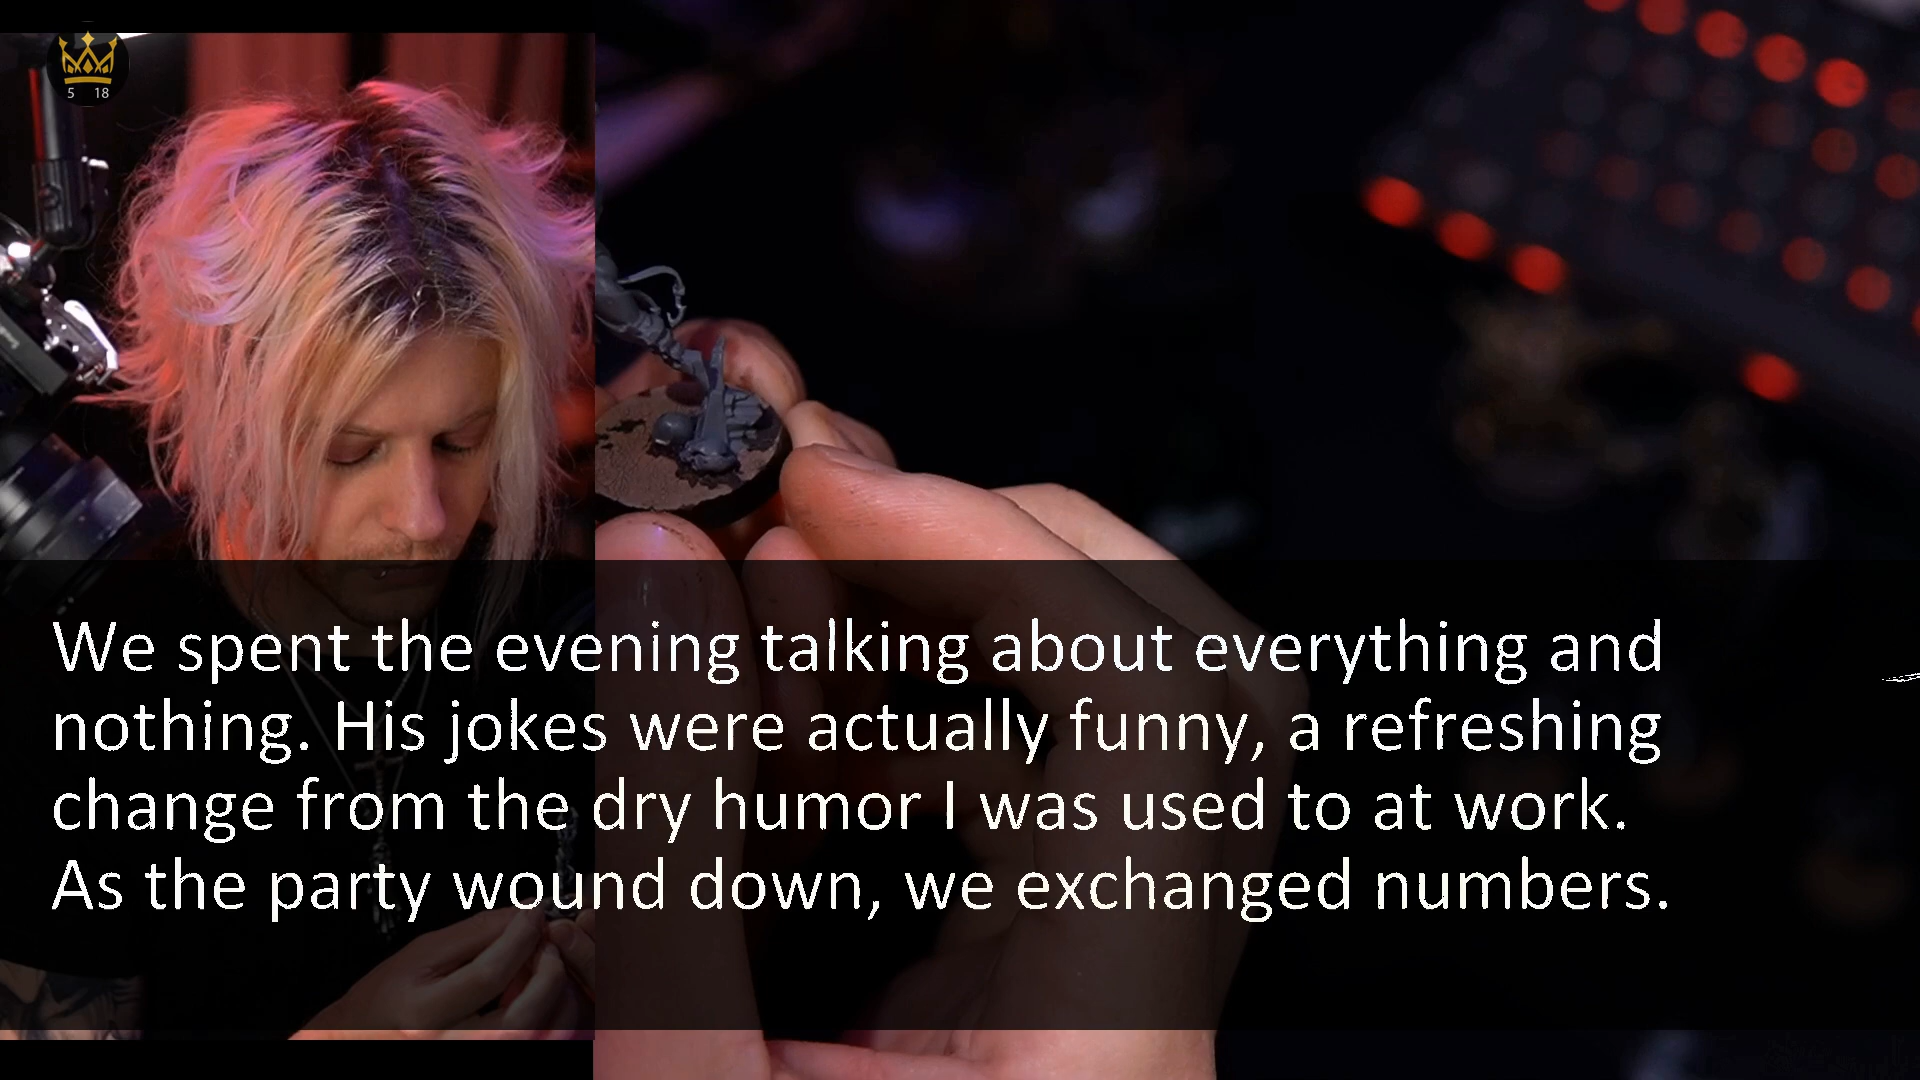 5 18
We spent the evening talking about everything and
nothing. His jokes were actually funny, a refreshing
change from the dry humor I was used to at work.
As the party wound down, we exchanged numbers.